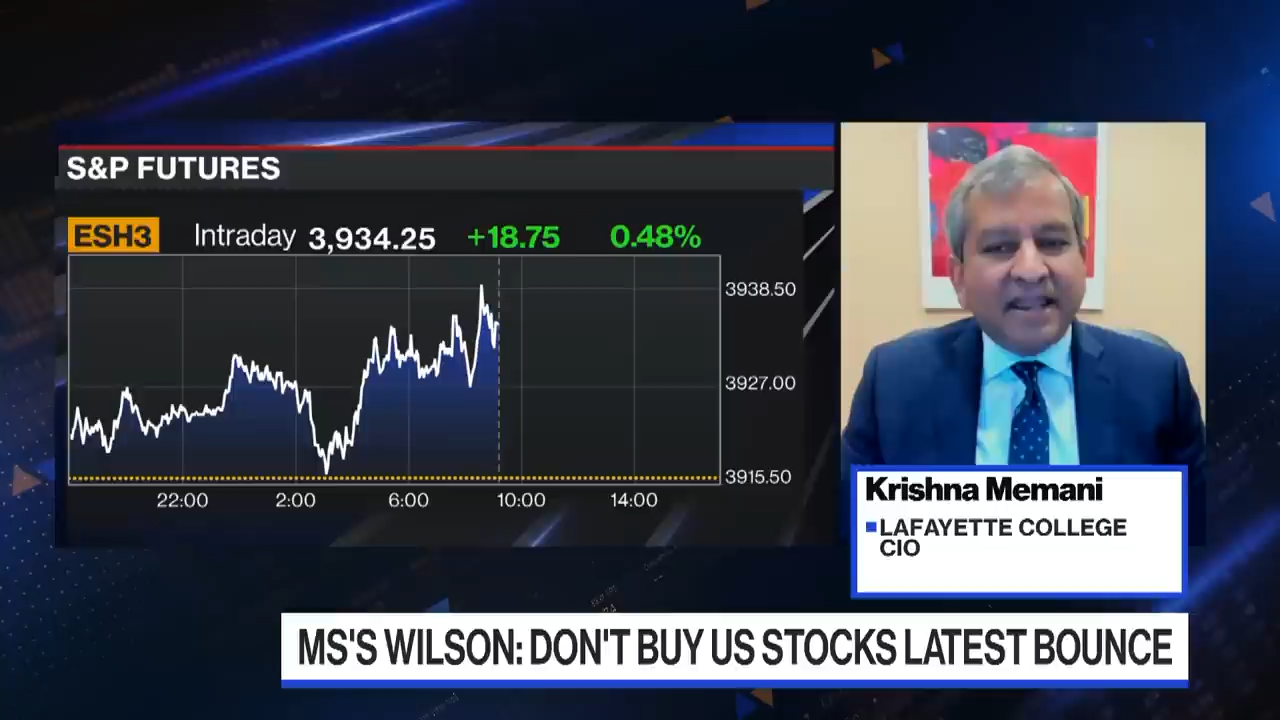 S&P FUTURES
ESH3 Intraday 3,934.25 +18.75 0.48%
3938.50
3927.00
3915.50
22:00 2:00 6:00 10:00 14:00
Krishna Memani
LAFAYETTE COLLEGE
CIO
MS'S WILSON: DON'T BUY US STOCKS LATEST BOUNCE